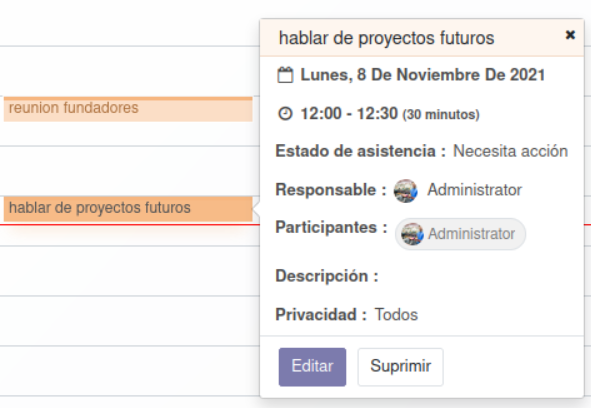 reunion fundadores
hablar de proyectos futuros
hablar de proyectos futuros
Lunes, 8 De Noviembre De 2021
12:00 - 12:30 (30 minutos)
Estado de asistencia : Necesita acción
Responsable : Administrator
Participantes : Administrator
Descripción :
Privacidad : Todos
Editar Suprimir